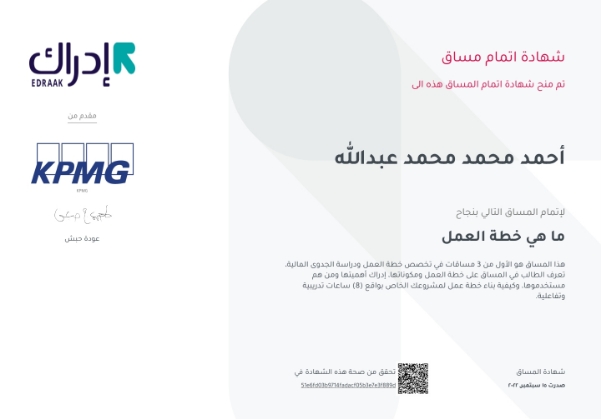 شهادة اتمام مساق
تم منح شهادة اتمام المساق هذه الى
أحمد محمد محمد عبدالله
لإتمام المساق التالي بنجاح
ما هي خطة العمل
هذا المساق هو الأول من 3 مساقات في تخصص خطة العمل ودراسة الجدوى المالية.
تعرف الطالب في المساق على خطة العمل ومكوناتها، إدراك أهميتها ومن هم
مستخدموها، وكيفية بناء خطة عمل لمشروعك الخاص بواقع (8) ساعات تدريبية
وتفاعلية.
شهادة المساق
صدرت ١٥ سبتمبر, ٢٠٢٢
تحقق من صحة هذه الشهادة في
إدراك
EDRAAK
مقدم من
KPMG
KPMG
عودة حبش